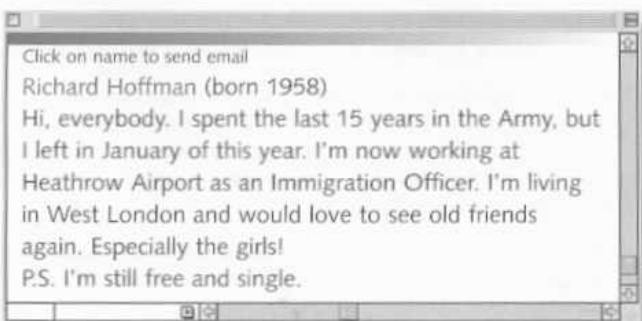 Click on name to send email
Richard Hoffman (born 1958)
Hi, everybody. I spent the last 15 years in the Army, but
I left in January of this year. I'm now working at
Heathrow Airport as an Immigration Officer. I'm living
in West London and would love to see old friends
again. Especially the girls!
P.S. I'm still free and single.